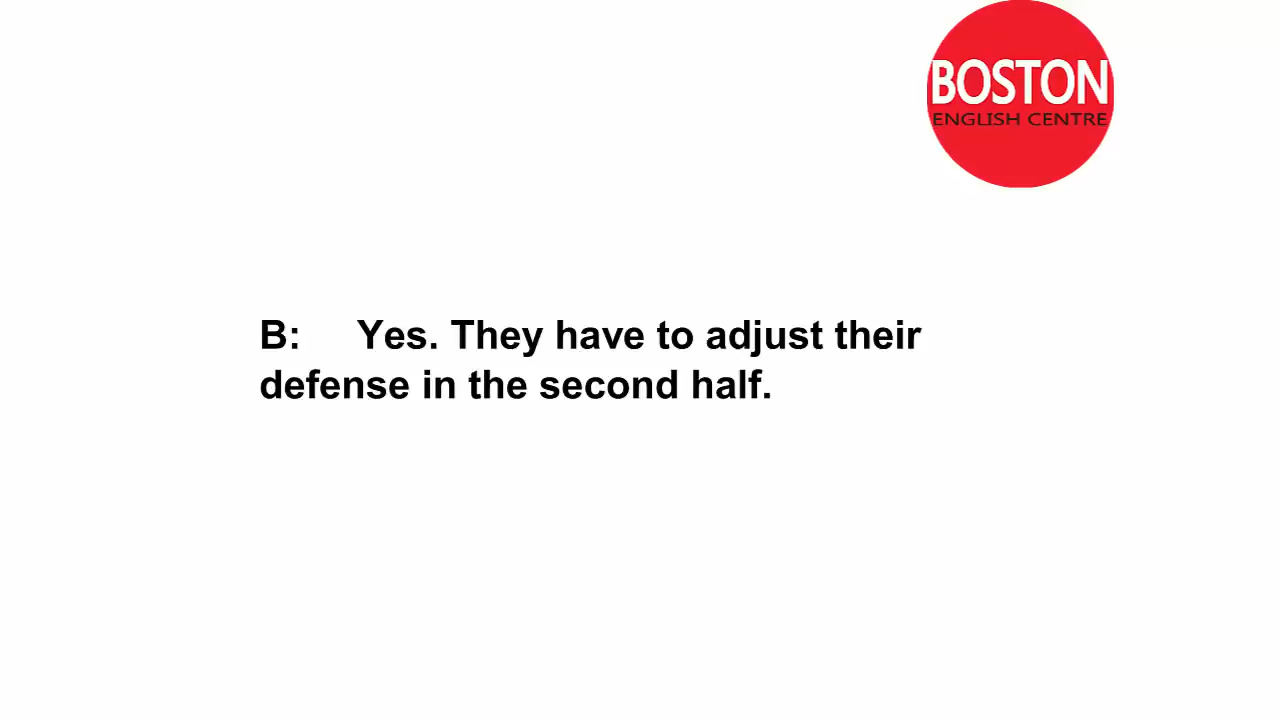 BOSTON
ENGLISH CENTRE
B: Yes. They have to adjust their
defense in the second half.